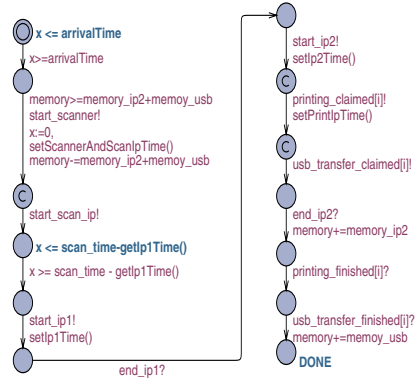 x <= arrivalTime
x>=arrivalTime
memory>=memory_ip2+memoy_usb
start_scanner!
x:=0,
setScannerAndScanIpTime()
memory-=memory_ip2+memoy_usb
C
start_scan_ip!
x <= scan_time-getIp1Time()
x >= scan_time - getIp1Time()
start_ip1!
setIp1Time()
end_ip1?
start_ip2!
setIp2Time()
C
printing_claimed[i]!
setPrintIpTime()
C
usb_transfer_claimed[i]!
end_ip2?
memory+=memory_ip2
printing_finished[i]?
usb_transfer_finished[i]?
memory+=memoy_usb
DONE